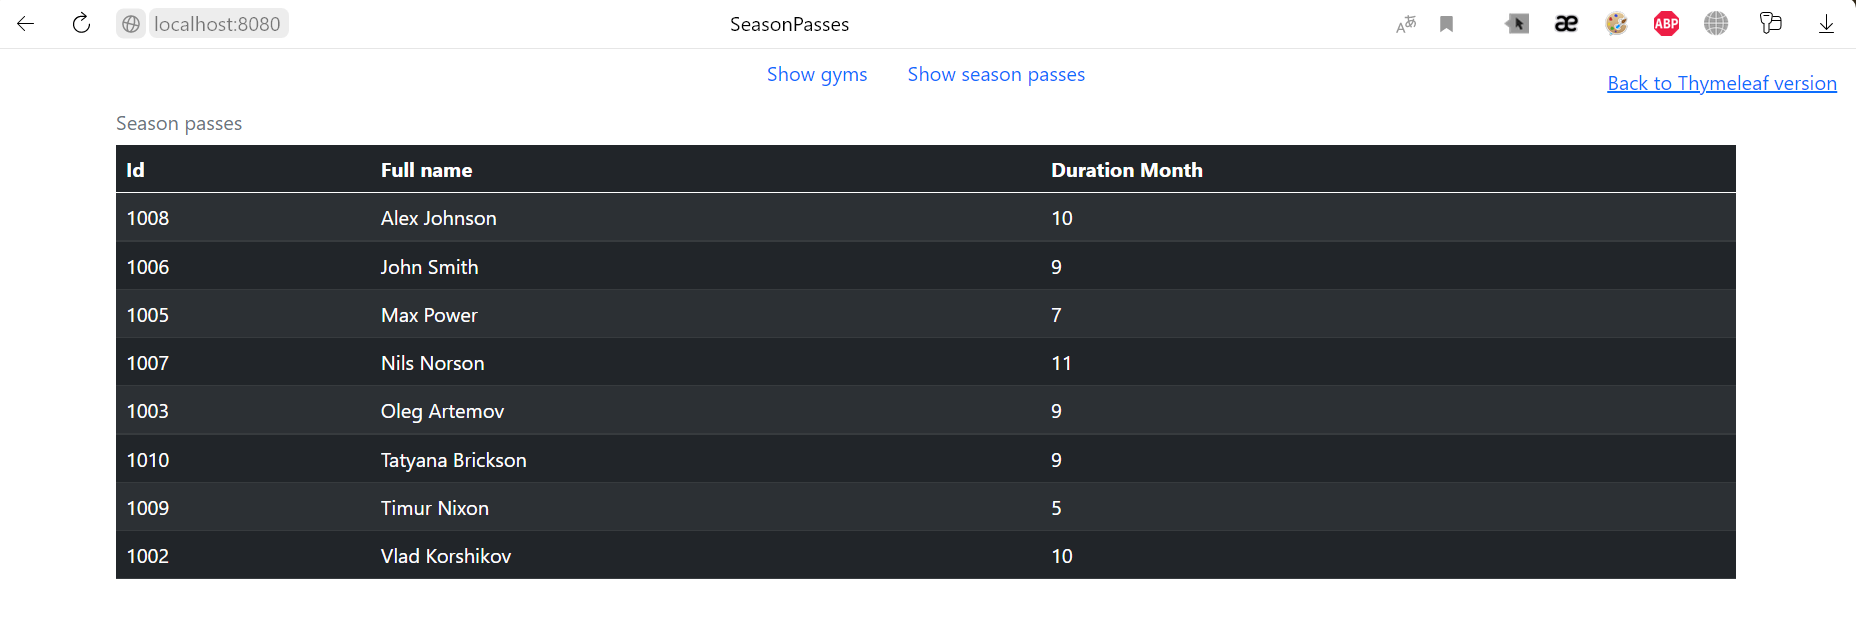 localhost:8080 SeasonPasses
Show gyms Show season passes
Back to Thymeleaf version
Season passes
Id Full name Duration Month
1008 Alex Johnson 10
1006 John Smith 9
1005 Max Power 7
1007 Nils Norson 11
1003 Oleg Artemov 9
1010 Tatyana Brickson 9
1009 Timur Nixon 5
1002 Vlad Korshikov 10
Aあ æ ABP